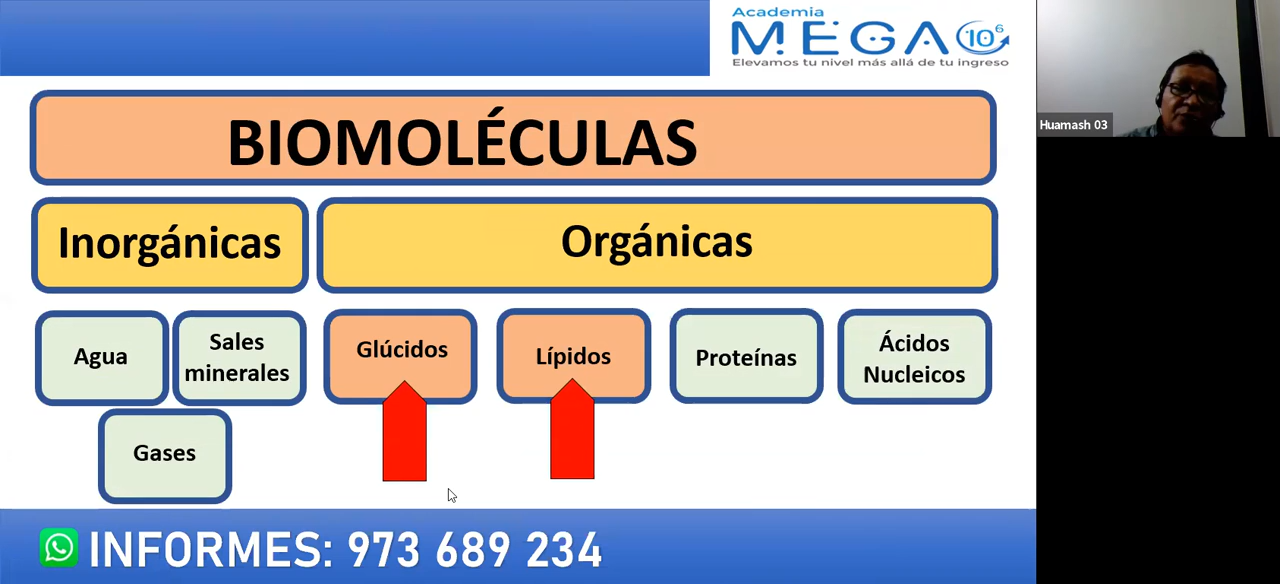 Academia
MEGA 10⁶
Elevamos tu nivel más allá de tu ingreso
Huamash 03
BIOMOLÉCULAS
Inorgánicas
Orgánicas
Agua
Sales
minerales
Glúcidos
Lípidos
Proteínas
Ácidos
Nucleicos
Gases
INFORMES: 973 689 234